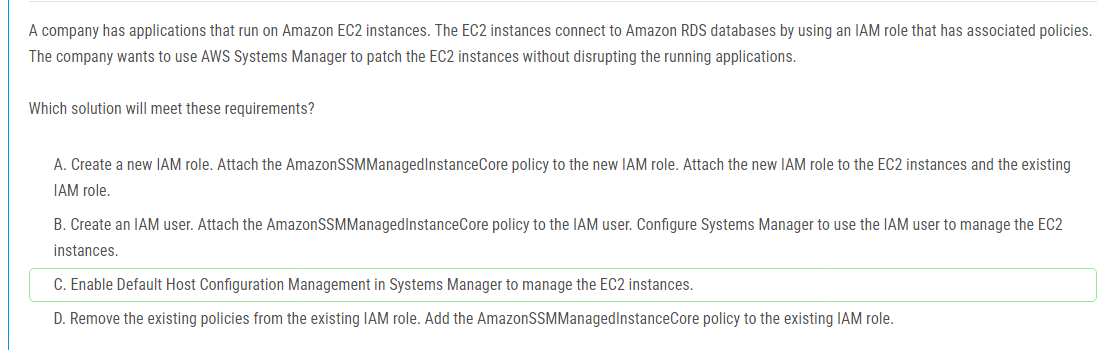 A company has applications that run on Amazon EC2 instances. The EC2 instances connect to Amazon RDS databases by using an IAM role that has associated policies.
The company wants to use AWS Systems Manager to patch the EC2 instances without disrupting the running applications.
Which solution will meet these requirements?
A. Create a new IAM role. Attach the AmazonSSMManagedInstanceCore policy to the new IAM role. Attach the new IAM role to the EC2 instances and the existing
IAM role.
B. Create an IAM user. Attach the AmazonSSMManagedInstanceCore policy to the IAM user. Configure Systems Manager to use the IAM user to manage the EC2
instances.
C. Enable Default Host Configuration Management in Systems Manager to manage the EC2 instances.
D. Remove the existing policies from the existing IAM role. Add the AmazonSSMManagedInstanceCore policy to the existing IAM role.